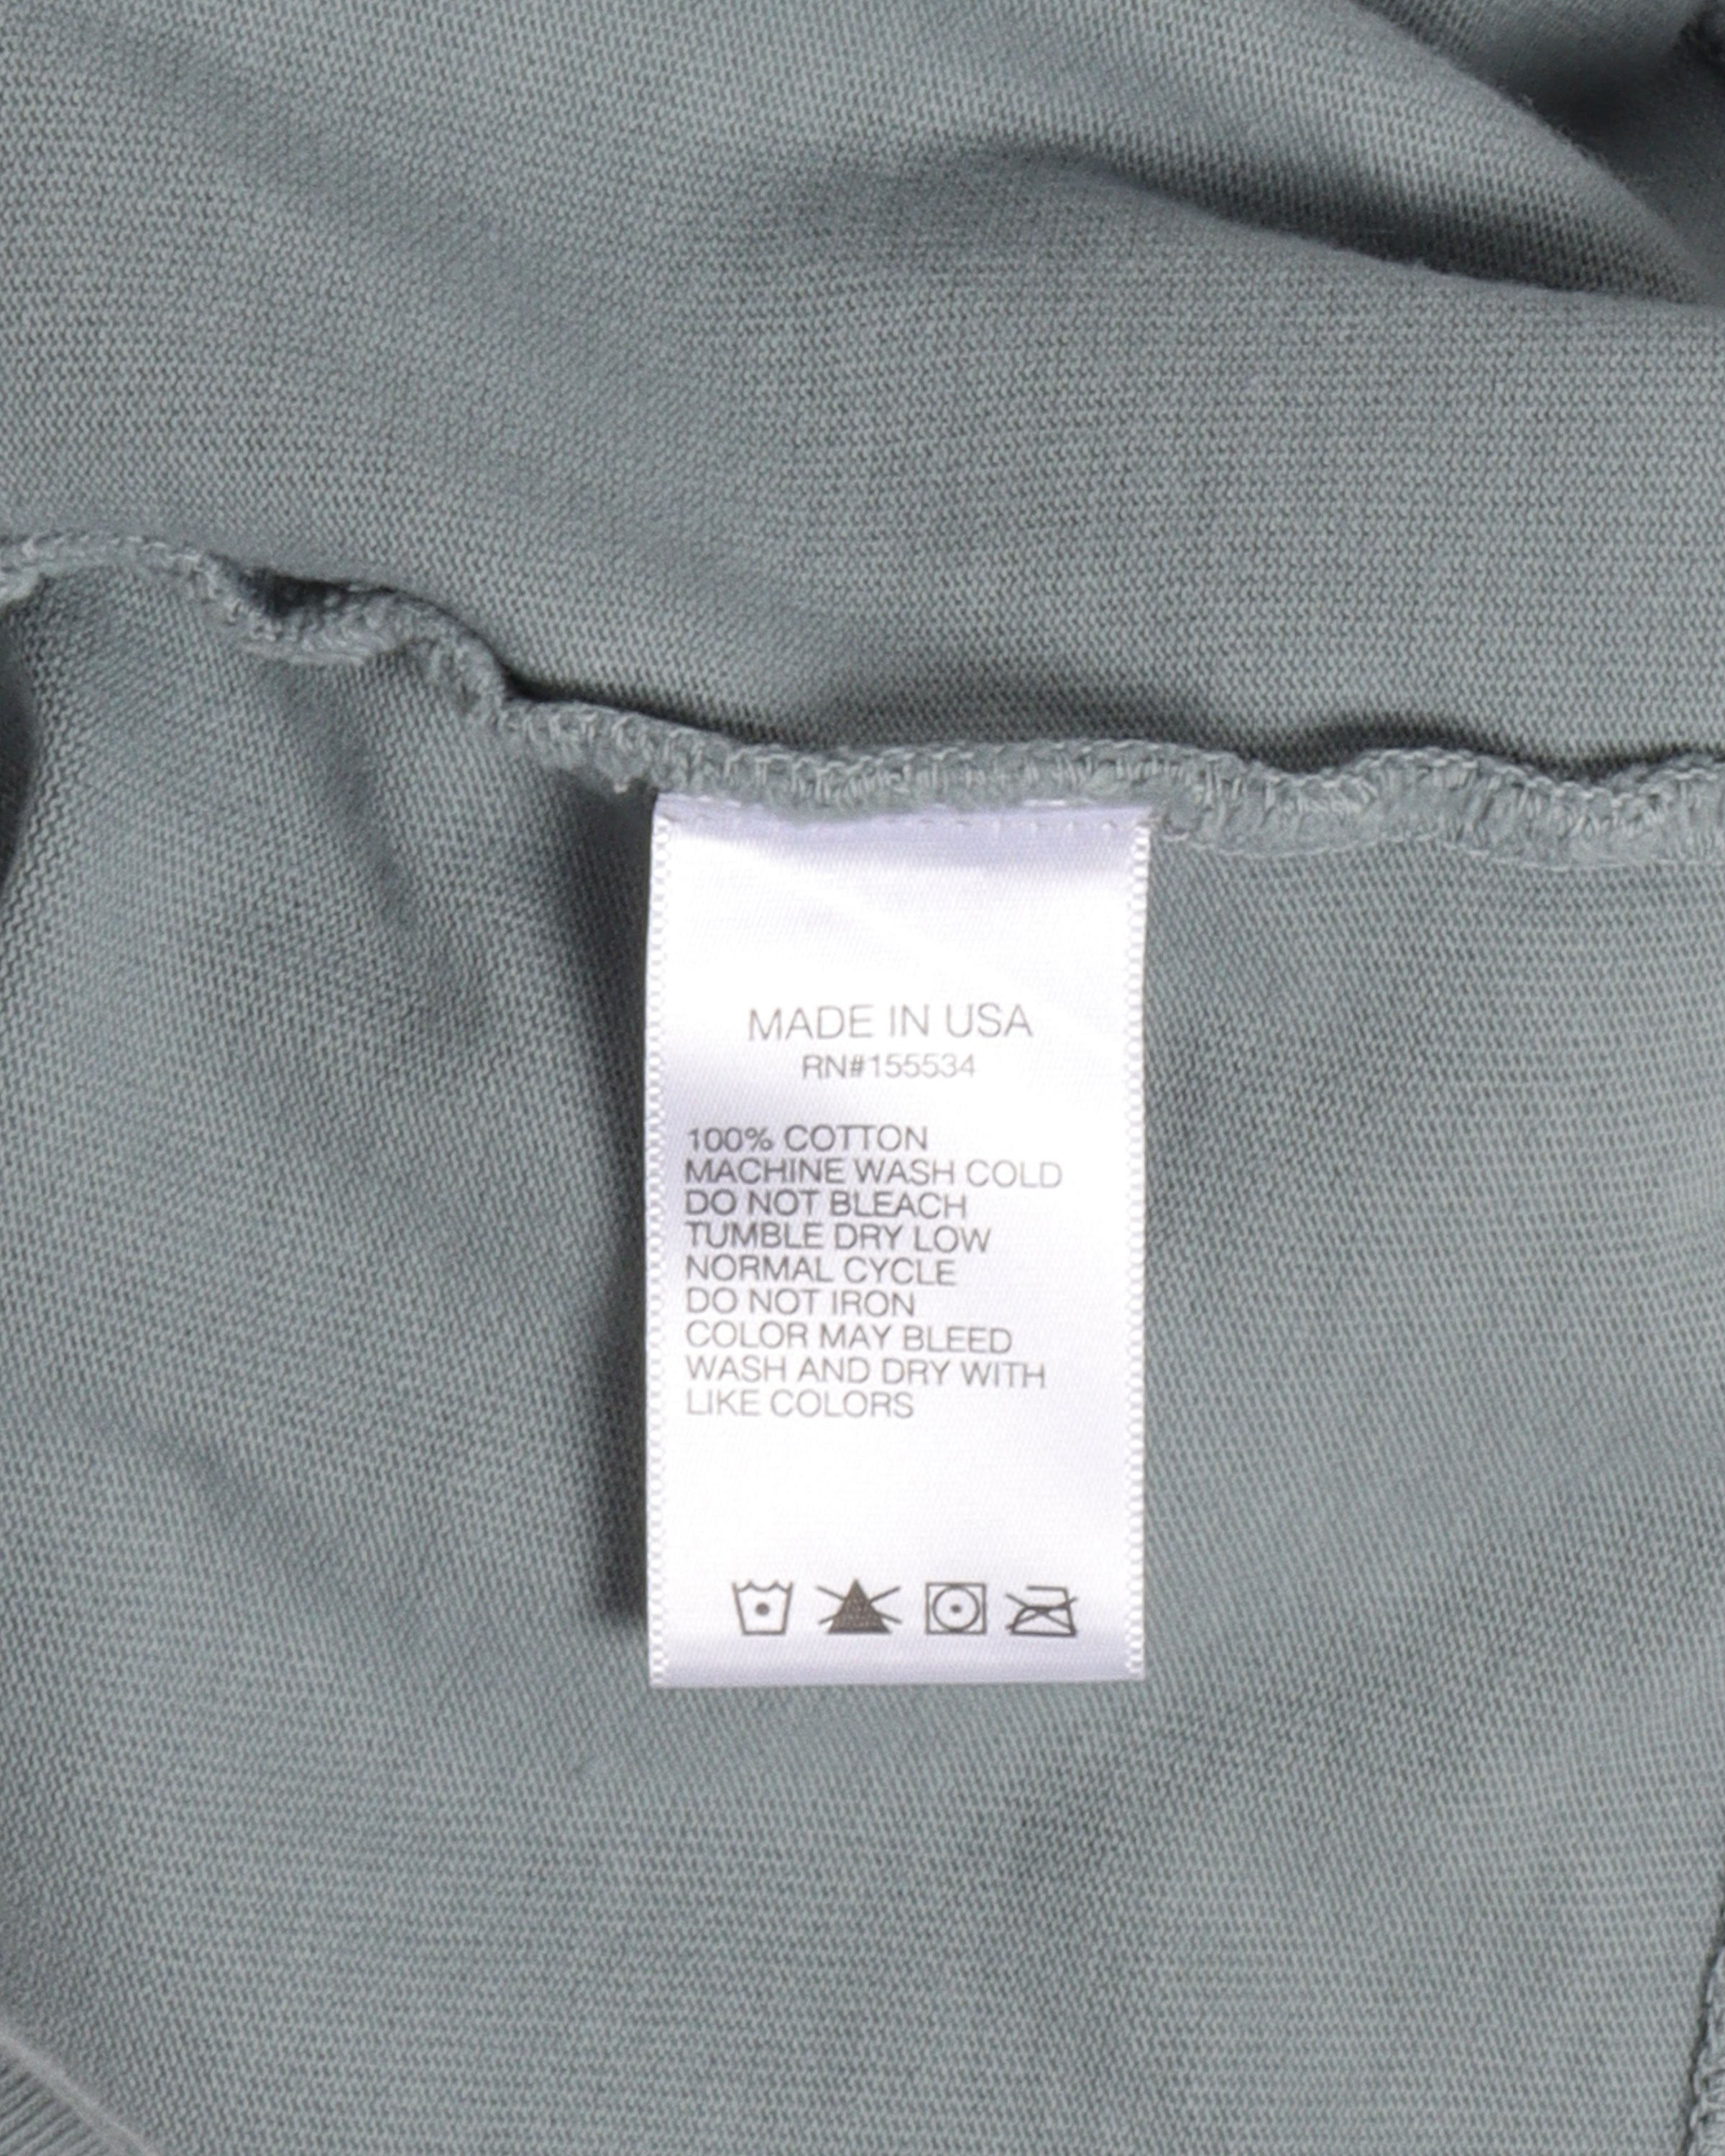 MADE IN USA
RN#155534
100% COTTON
MACHINE WASH COLD
DO NOT BLEACH
TUMBLE DRY LOW
NORMAL CYCLE
DO NOT IRON
COLOR MAY BLEED
WASH AND DRY WITH
LIKE COLORS